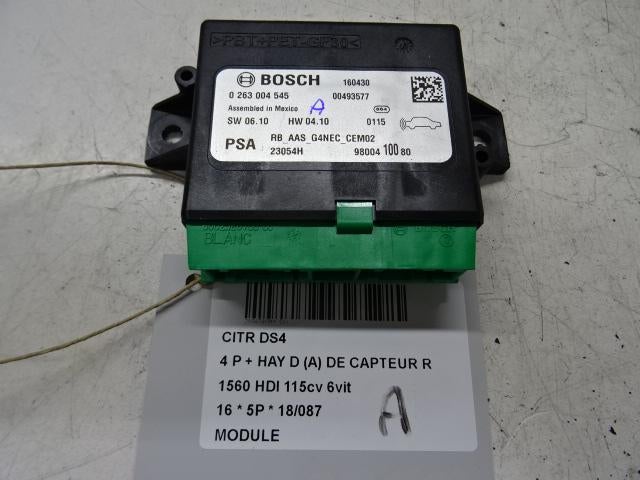 >PBT+PET-GF30<
BOSCH 160430
0 263 004 545 00493577
Assembled in Mexico A 064
SW 06.10 HW 04.10 0115
PSA RB_AAS_G4NEC_CEM02
23054H 98004 100 80
BLANC
CITR DS4
4 P + HAY D (A) DE CAPTEUR R
1560 HDI 115cv 6vit
16 * 5P * 18/087
MODULE
A